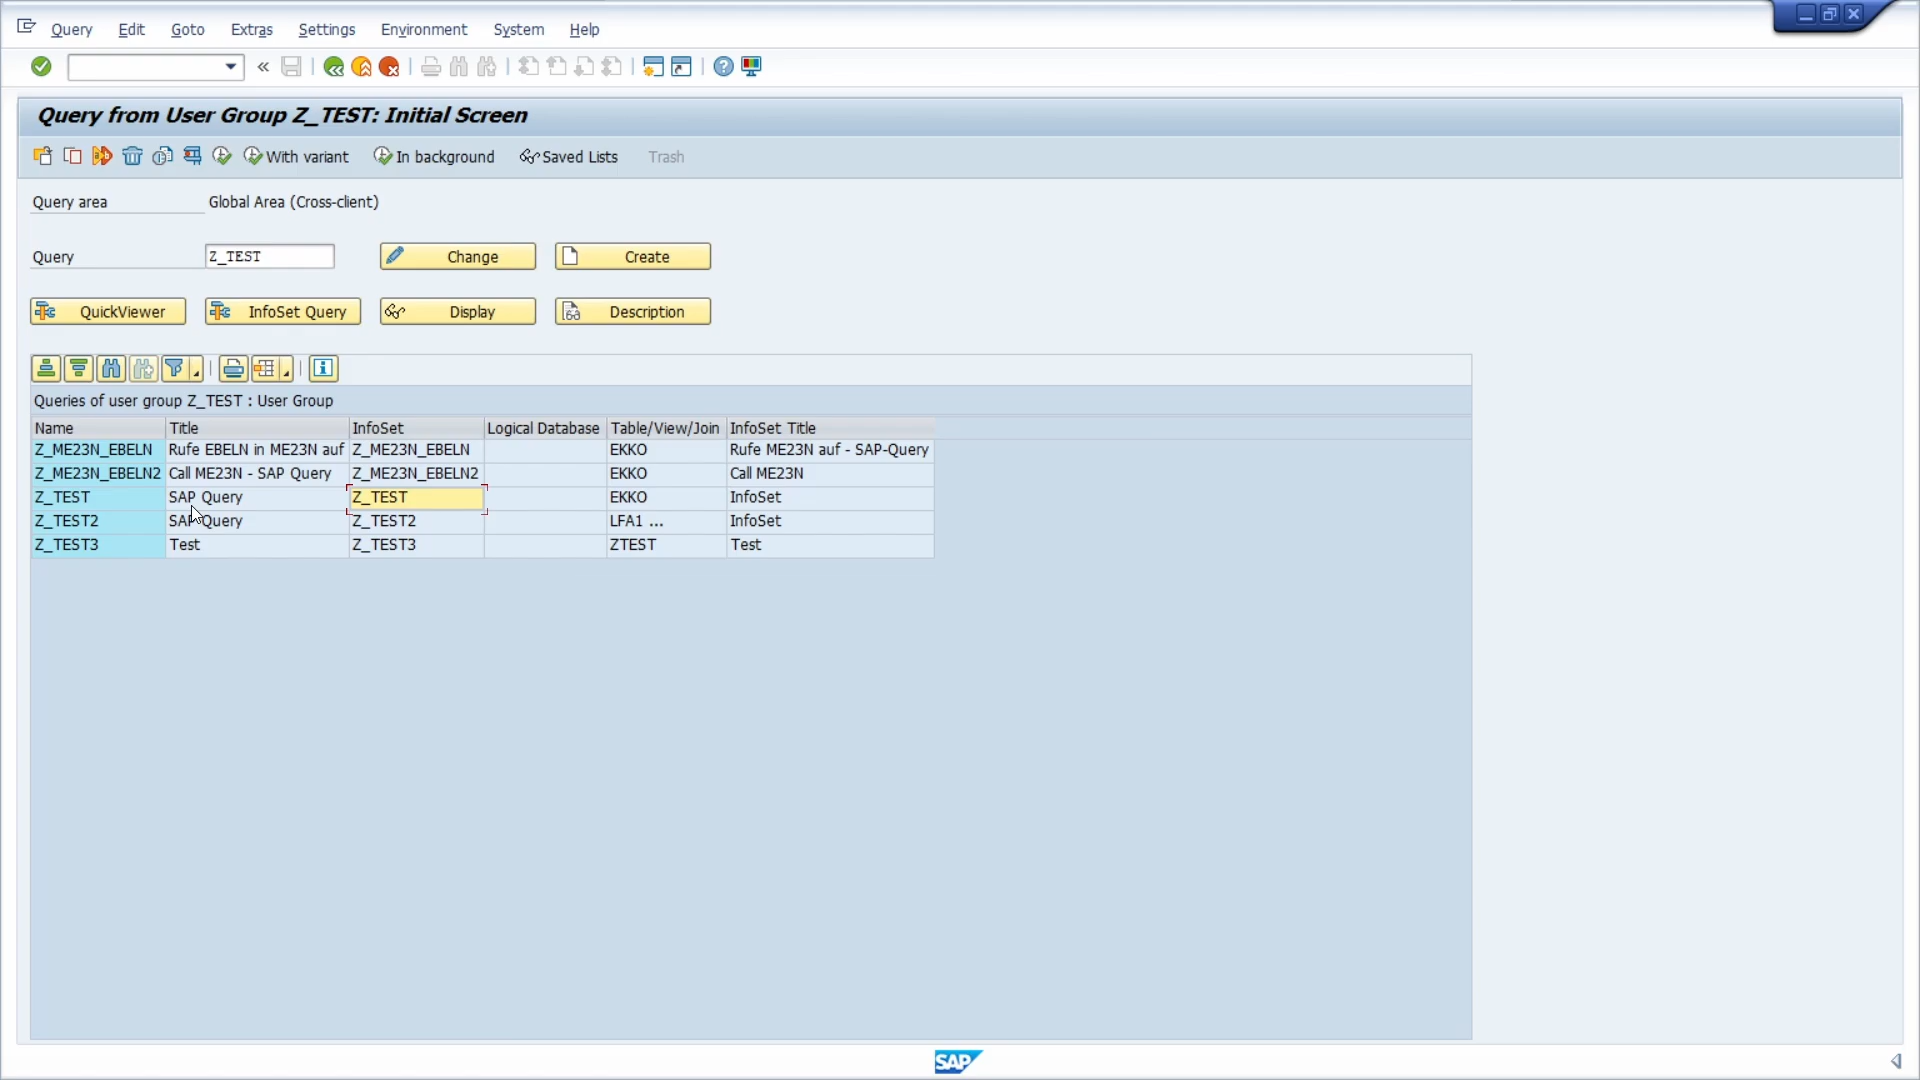 Query Edit Goto Extras Settings Environment System Help
Query from User Group Z_TEST: Initial Screen
With variant In background Saved Lists Trash
Query area Global Area (Cross-client)
Query Z_TEST Change Create
QuickViewer InfoSet Query Display Description
Queries of user group Z_TEST : User Group
Name Title InfoSet Logical Database Table/View/Join InfoSet Title
Z_ME23N_EBELN Rufe EBELN in ME23N auf Z_ME23N_EBELN EKKO Rufe ME23N auf - SAP-Query
Z_ME23N_EBELN2 Call ME23N - SAP Query Z_ME23N_EBELN2 EKKO Call ME23N
Z_TEST SAP Query Z_TEST EKKO InfoSet
Z_TEST2 SAP Query Z_TEST2 LFA1 ... InfoSet
Z_TEST3 Test Z_TEST3 ZTEST Test
SAP